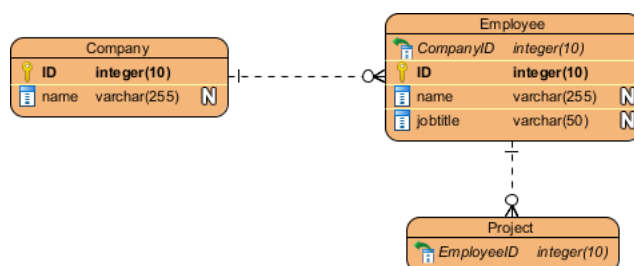 Company
ID integer(10)
name varchar(255) N
Employee
CompanyID integer(10)
ID integer(10)
name varchar(255) N
jobtitle varchar(50) N
Project
EmployeeID integer(10)